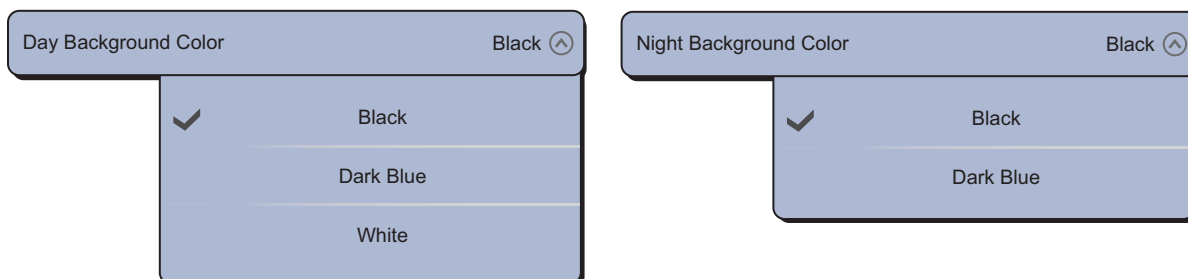 Day Background Color Black
Black
Dark Blue
White
Night Background Color Black
Black
Dark Blue